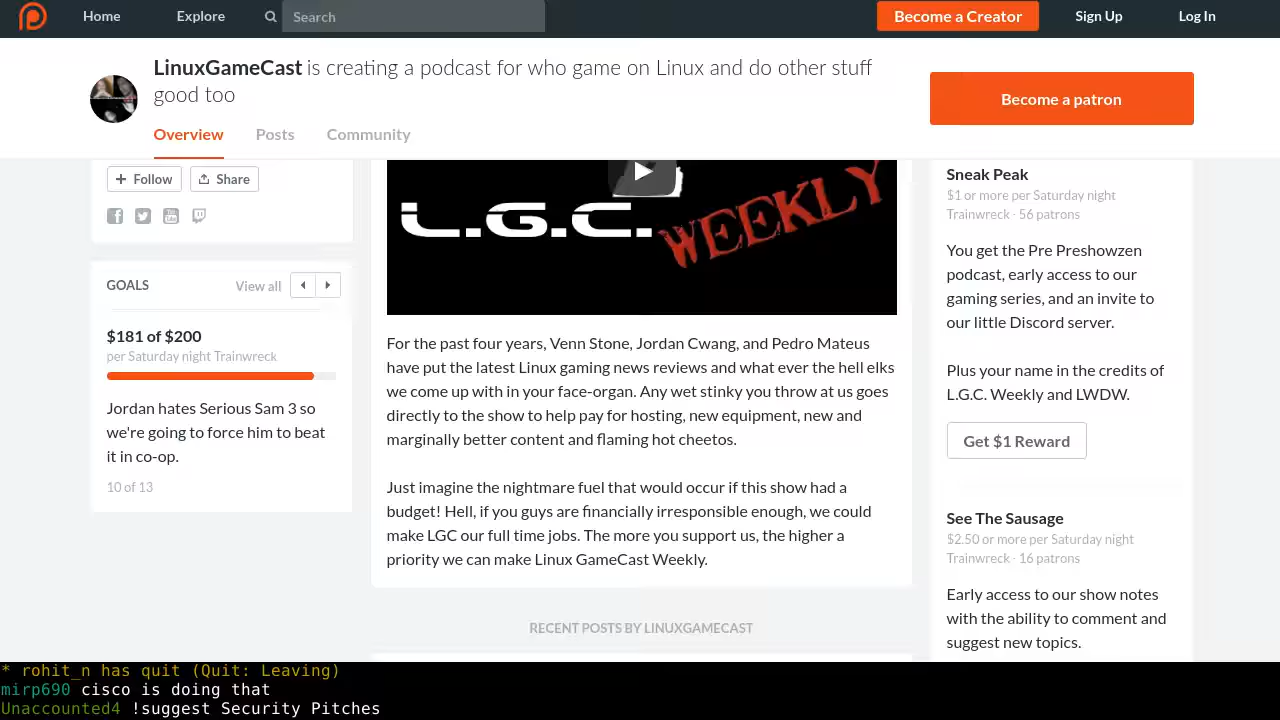 Home Explore Search Become a Creator Sign Up Log In
LinuxGameCast is creating a podcast for who game on Linux and do other stuff
good too
Become a patron
Overview Posts Community
+ Follow Share
GOALS View all
$181 of $200
per Saturday night Trainwreck
Jordan hates Serious Sam 3 so
we're going to force him to beat
it in co-op.
10 of 13
L.G.C. WEEKLY
For the past four years, Venn Stone, Jordan Cwang, and Pedro Mateus
have put the latest Linux gaming news reviews and what ever the hell elks
we come up with in your face-organ. Any wet stinky you throw at us goes
directly to the show to help pay for hosting, new equipment, new and
marginally better content and flaming hot cheetos.
Just imagine the nightmare fuel that would occur if this show had a
budget! Hell, if you guys are financially irresponsible enough, we could
make LGC our full time jobs. The more you support us, the higher a
priority we can make Linux GameCast Weekly.
RECENT POSTS BY LINUXGAMECAST
Sneak Peak
$1 or more per Saturday night
Trainwreck · 56 patrons
You get the Pre Preshowzen
podcast, early access to our
gaming series, and an invite to
our little Discord server.
Plus your name in the credits of
L.G.C. Weekly and LWDW.
Get $1 Reward
See The Sausage
$2.50 or more per Saturday night
Trainwreck · 16 patrons
Early access to our show notes
with the ability to comment and
suggest new topics.
* rohit_n has quit (Quit: Leaving)
mirp690 cisco is doing that
Unaccounted4 !suggest Security Pitches